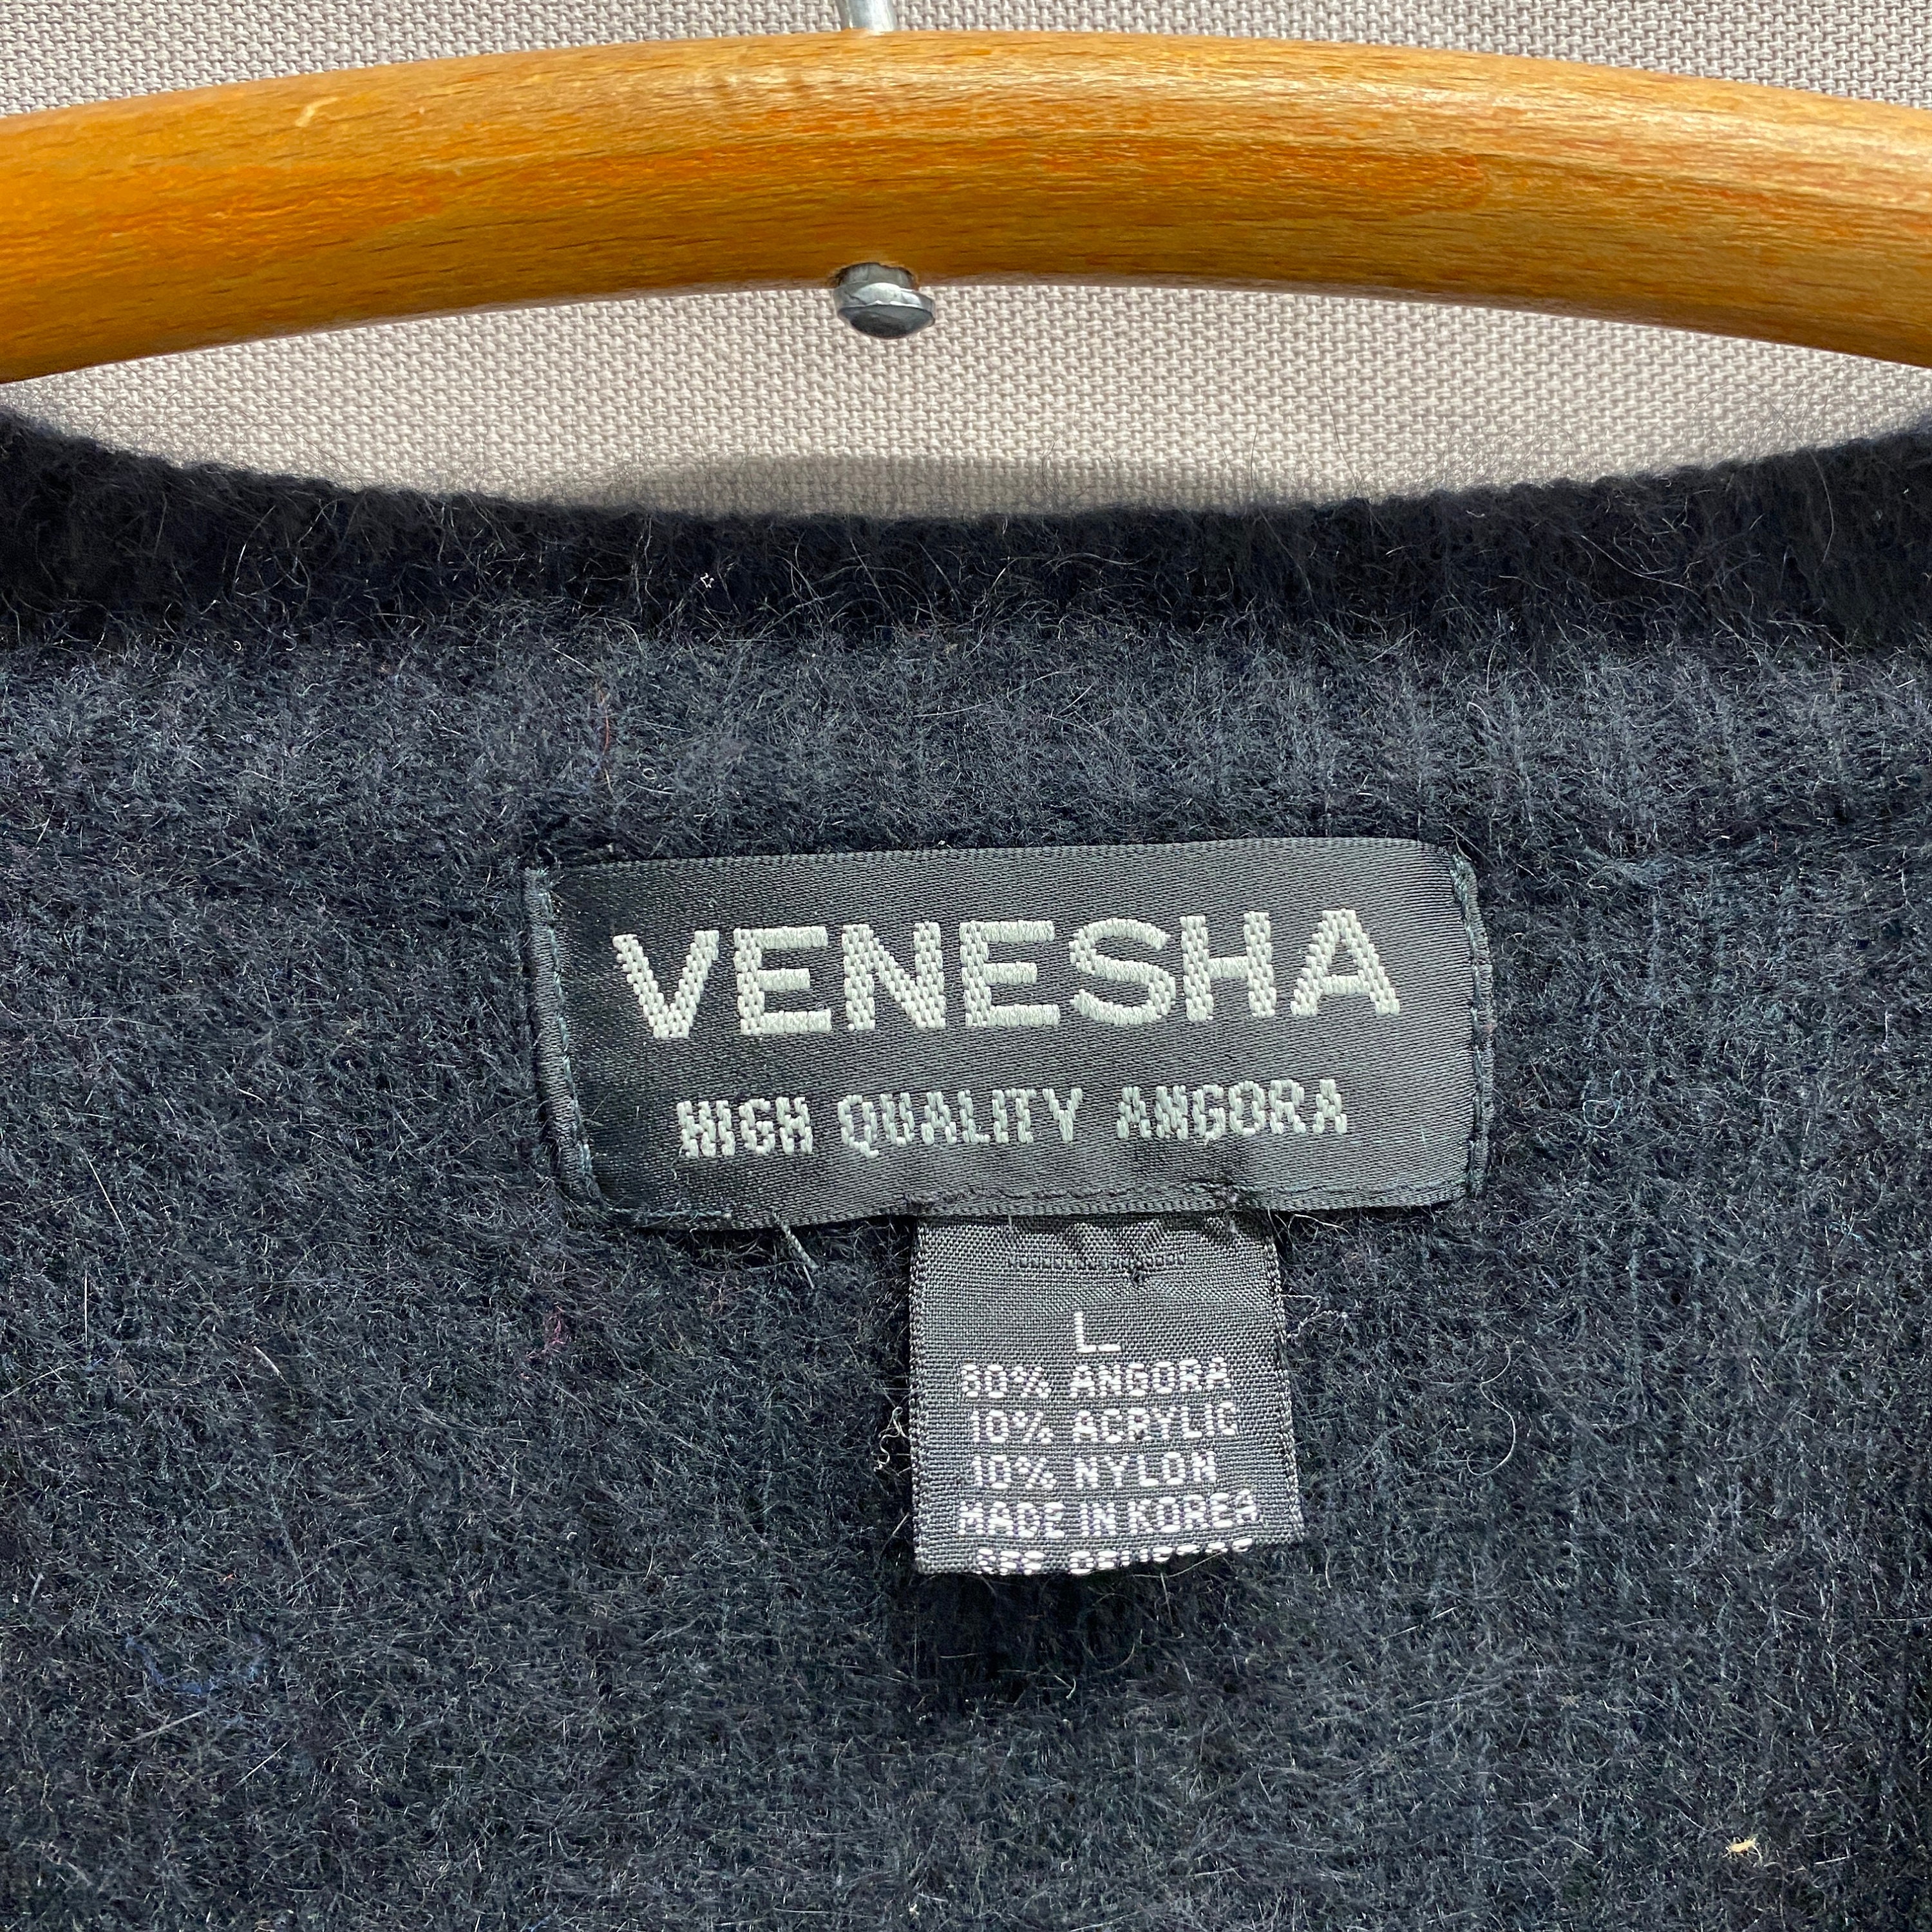 VENESHA
HIGH QUALITY ANGORA
L
80% ANGORA
10% ACRYLIC
10% NYLON
MADE IN KOREA